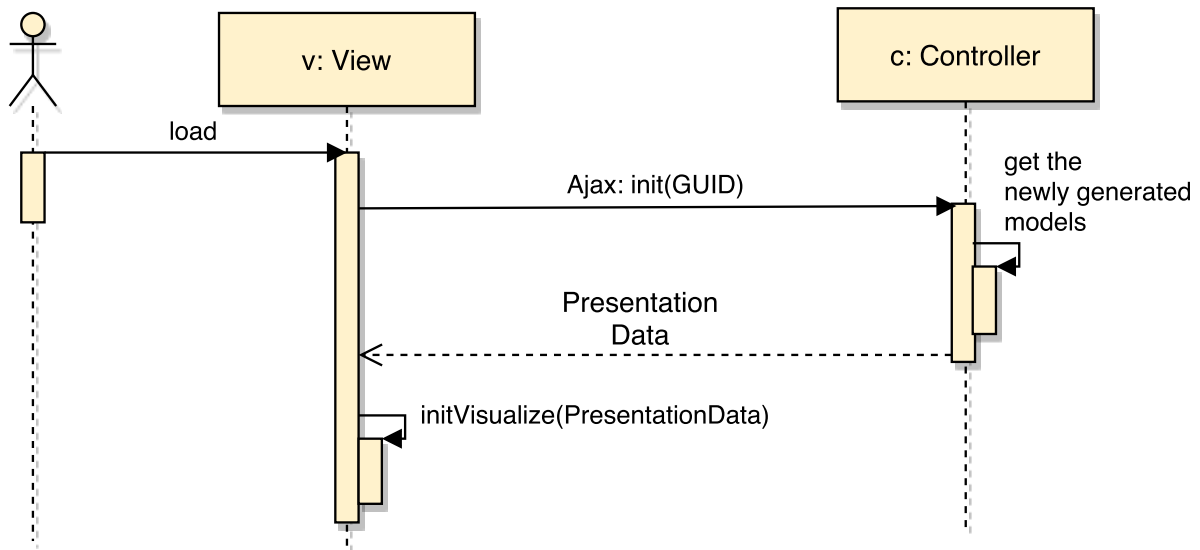 v: View
c: Controller
load
get the
newly generated
models
Ajax: init(GUID)
Presentation
Data
initVisualize(PresentationData)